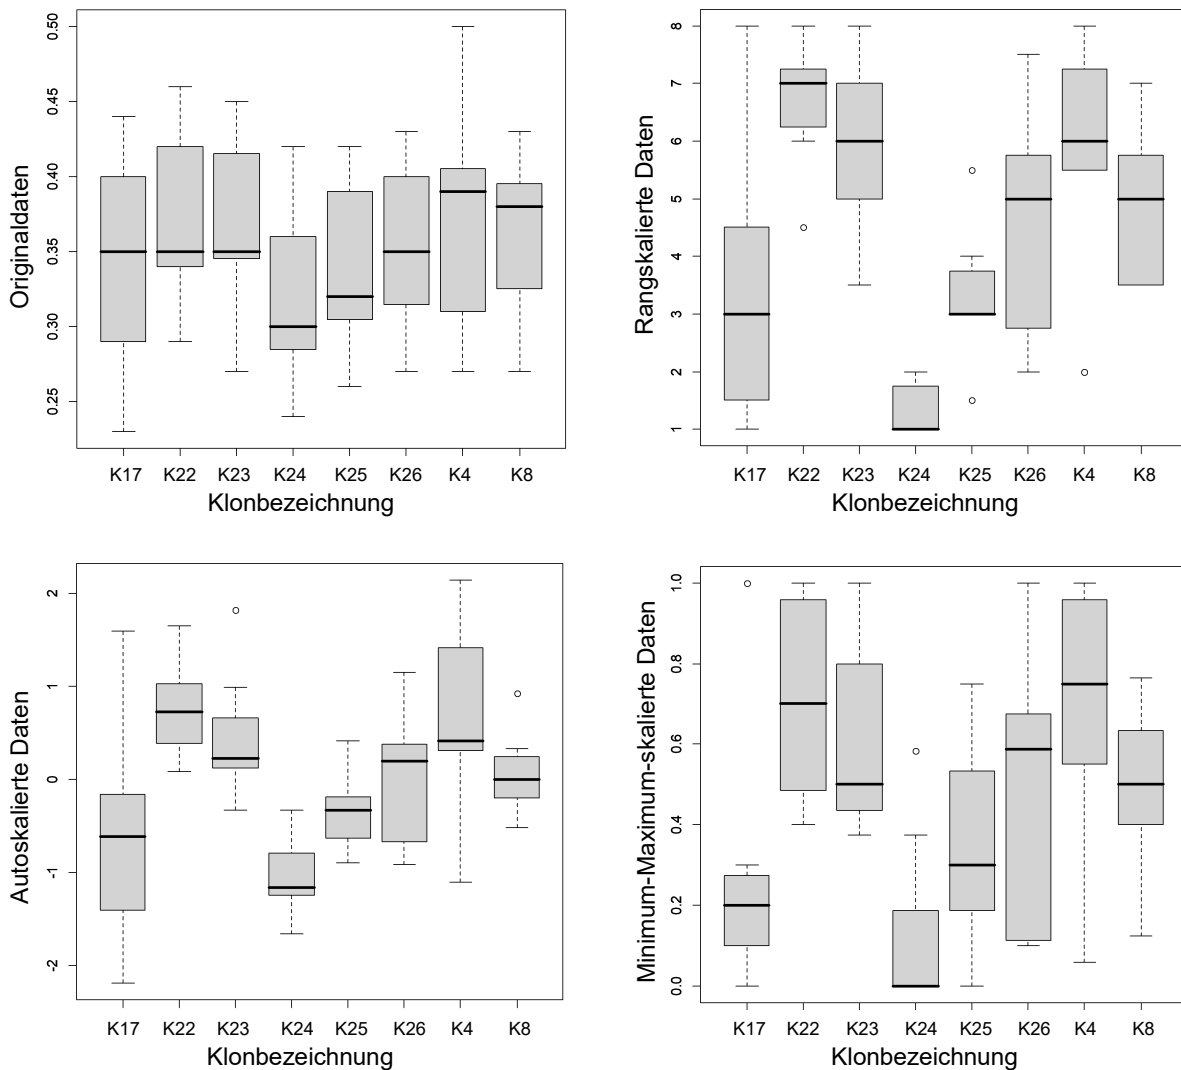 Originaldaten
0.50
0.45
0.40
0.35
0.30
0.25
K17 K22 K23 K24 K25 K26 K4 K8
Klonbezeichnung
Rangskalierte Daten
8
7
6
5
4
3
2
1
K17 K22 K23 K24 K25 K26 K4 K8
Klonbezeichnung
Autoskalierte Daten
2
1
0
-1
-2
K17 K22 K23 K24 K25 K26 K4 K8
Klonbezeichnung
Minimum-Maximum-skalierte Daten
1.0
0.8
0.6
0.4
0.2
0.0
K17 K22 K23 K24 K25 K26 K4 K8
Klonbezeichnung